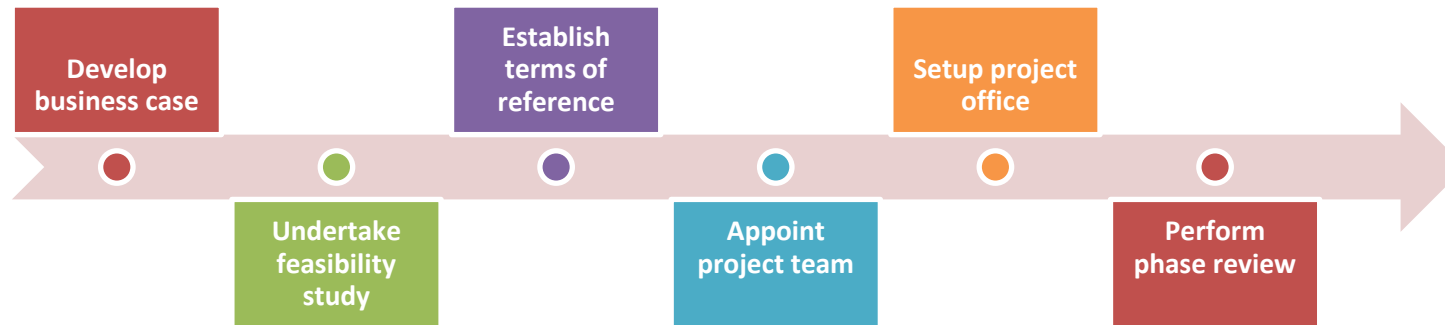 Develop
business case
Undertake
feasibility
study
Establish
terms of
reference
Appoint
project team
Setup project
office
Perform
phase review